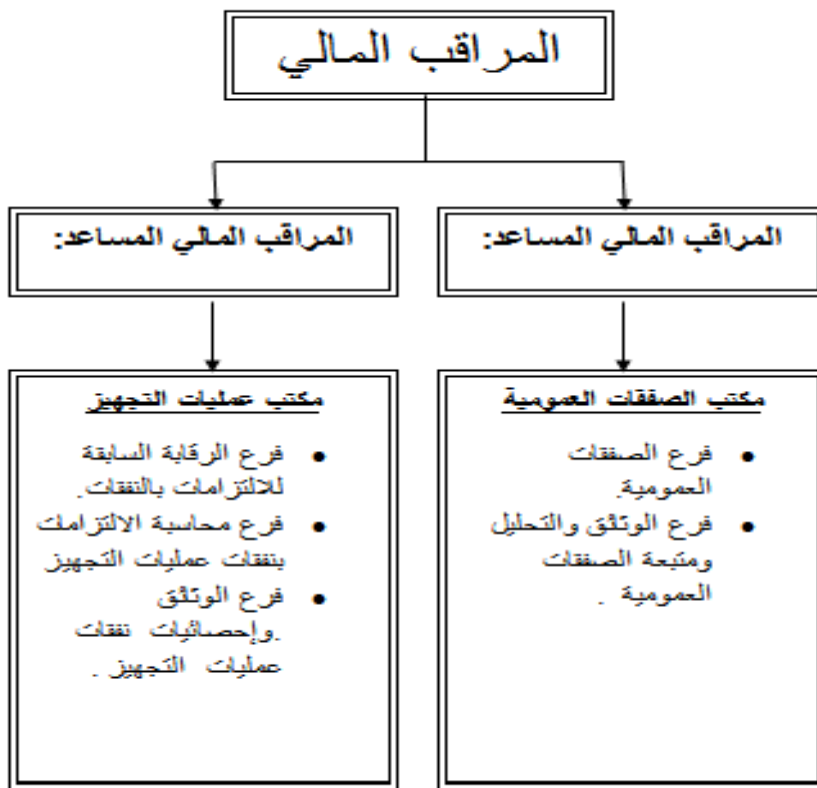 المراقب المالي
المراقب المالي المساعد:
المراقب المالي المساعد:
مكتب الصفقات العمومية
• فرع الصفقات
العمومية.
• فرع الوثائق والتحليل
ومتبعة الصفقات
العمومية .
مكتب عمليات التجهيز
• فرع الرقابة السابقة
للالتزامات بالنفقات.
• فرع محاسبة الالتزامات
بنفقات عمليات التجهيز
• فرع الوثائق
.وإحصائيات نفقات
عمليات التجهيز .